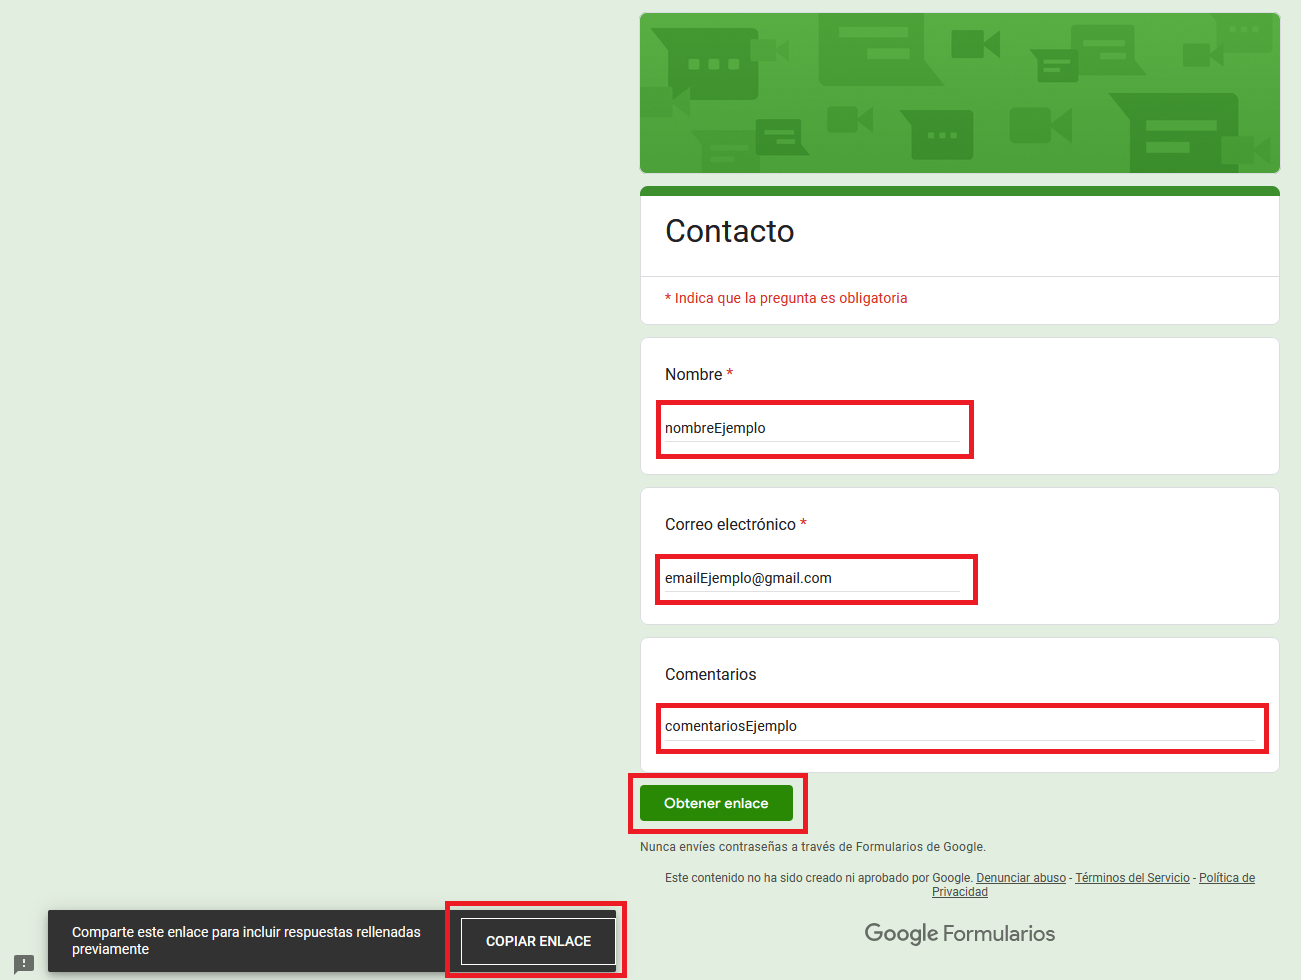 Contacto
* Indica que la pregunta es obligatoria
Nombre *
nombreEjemplo
Correo electrónico *
emailEjemplo@gmail.com
Comentarios
comentariosEjemplo
Obtener enlace
Nunca envíes contraseñas a través de Formularios de Google.
Este contenido no ha sido creado ni aprobado por Google. Denunciar abuso - Términos del Servicio - Política de
Privacidad
Google Formularios
Comparte este enlace para incluir respuestas rellenadas
previamente
COPIAR ENLACE